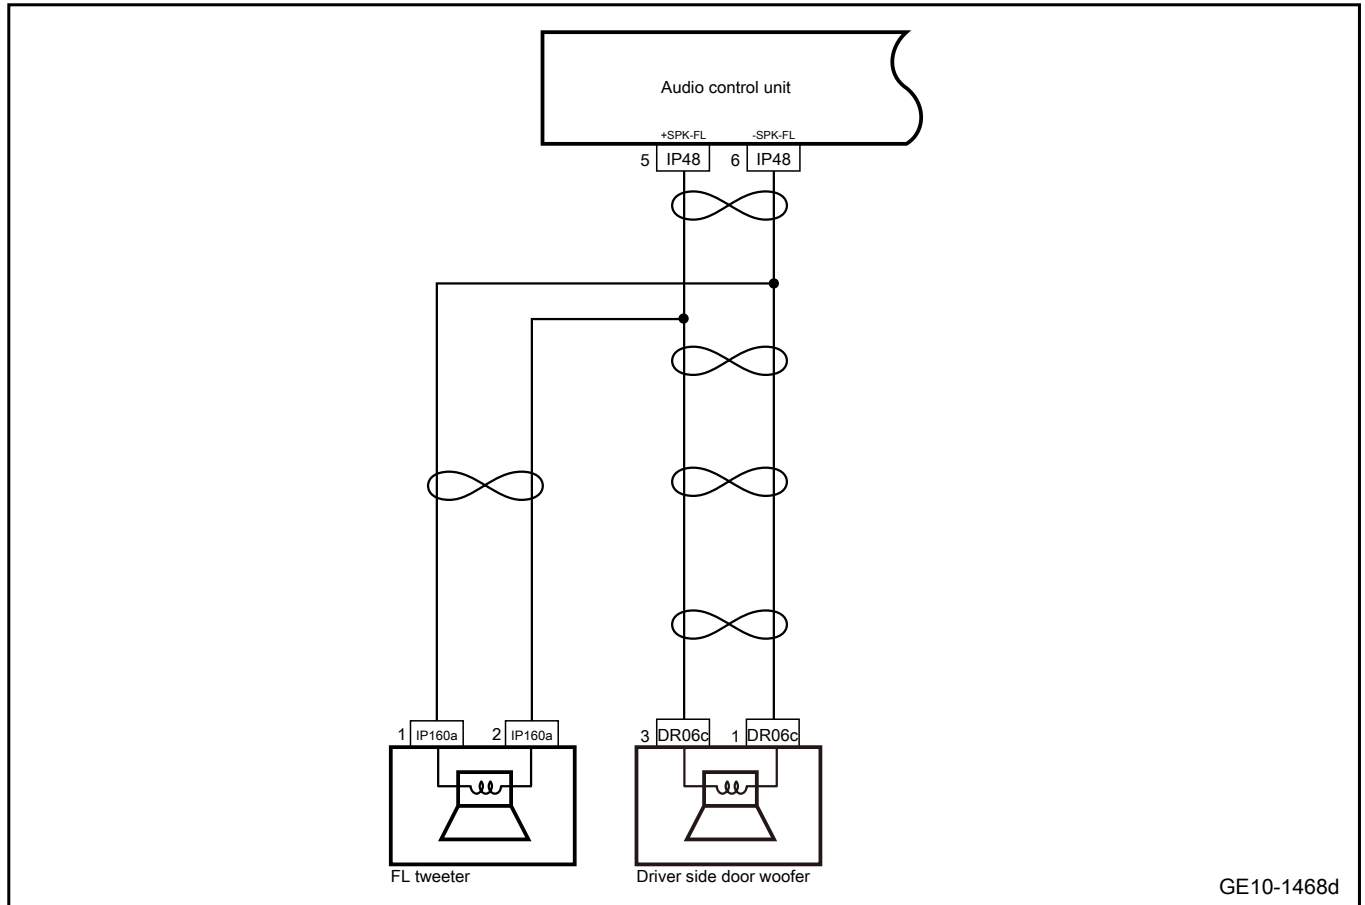 Audio control unit
+SPK-FL -SPK-FL
5 IP48 6 IP48
1 IP160a 2 IP160a 3 DR06c 1 DR06c
FL tweeter Driver side door woofer
GE10-1468d